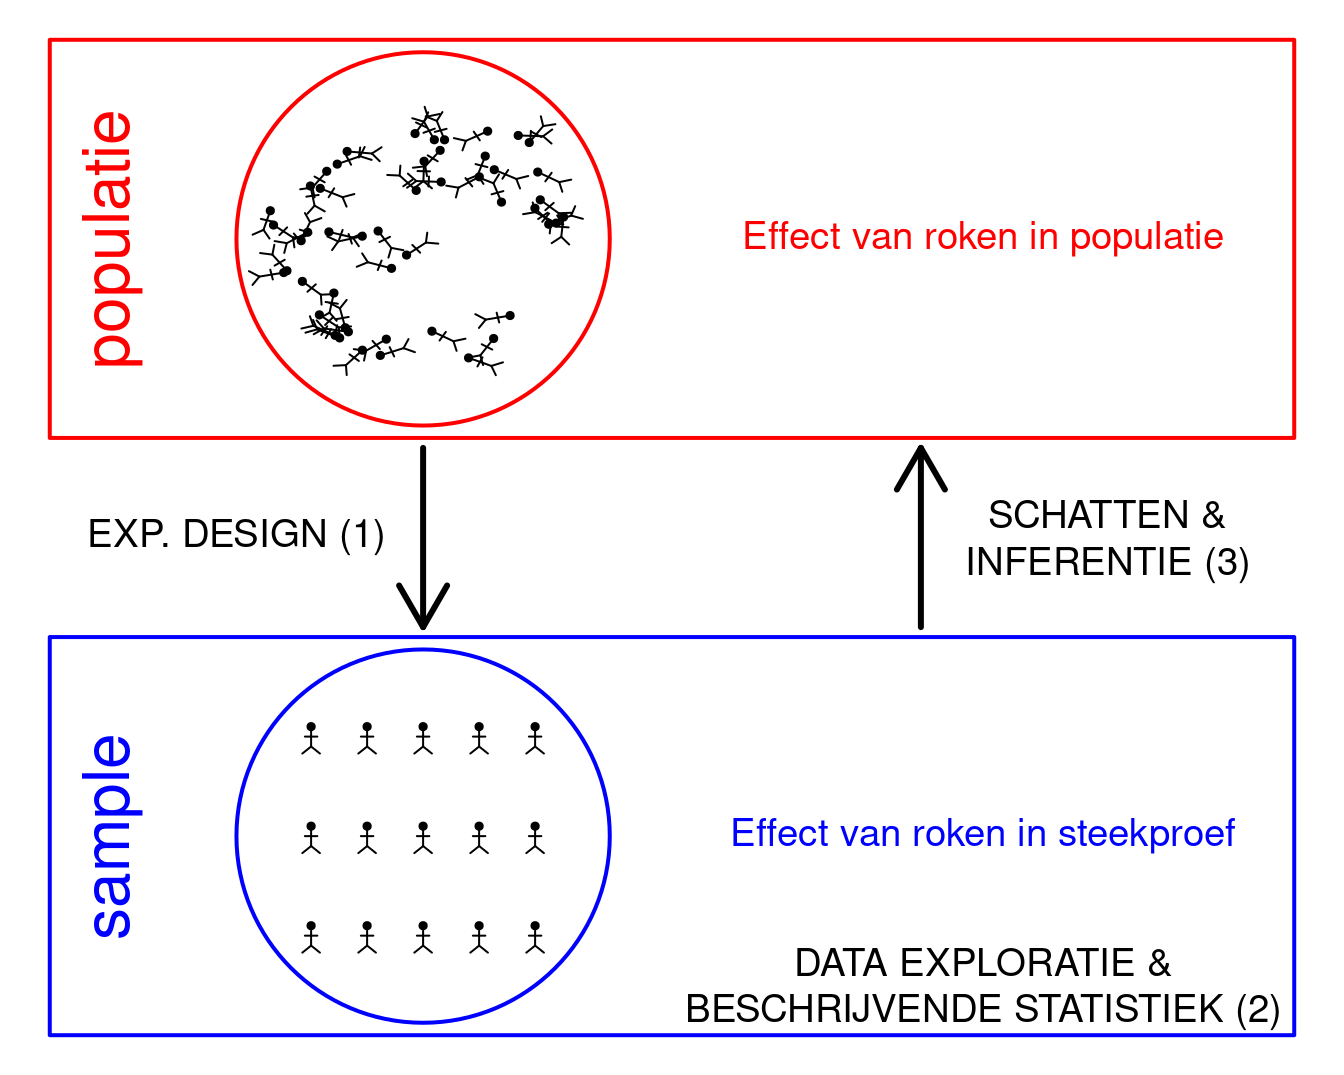 populatie
Effect van roken in populatie
EXP. DESIGN (1)
SCHATTEN &
INFERENTIE (3)
sample
Effect van roken in steekproef
DATA EXPLORATIE &
BESCHRIJVENDE STATISTIEK (2)